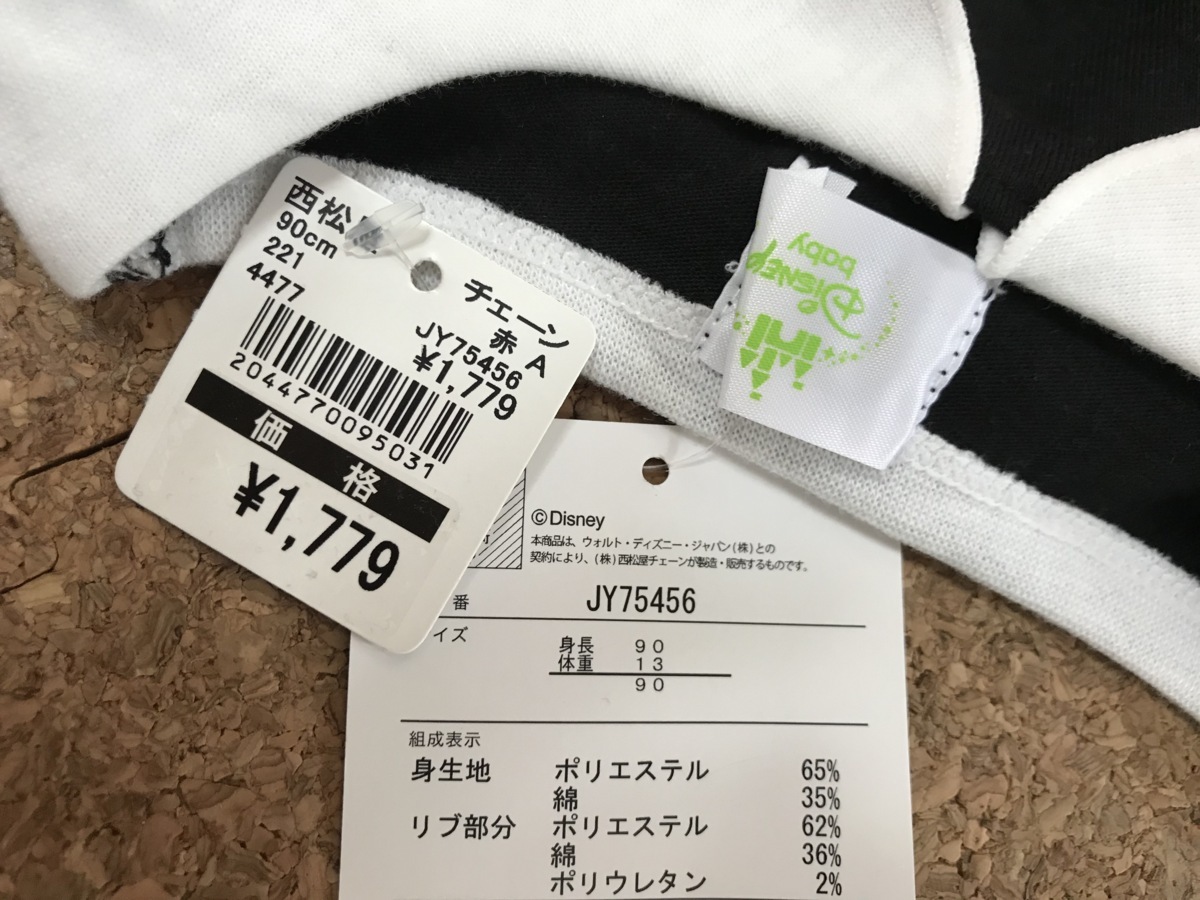 西松
チェーン
90cm
赤 A
221
JY75456
4477
¥1,779
2044770095031
価格
¥1,779
Disney
baby
©Disney
本商品は、ウォルト・ディズニー・ジャパン(株)との
契約により、(株)西松屋チェーンが製造・販売するものです。
番 JY75456
イズ
身長 90
体重 13
90
組成表示
身生地 ポリエステル 65%
綿 35%
リブ部分 ポリエステル 62%
綿 36%
ポリウレタン 2%